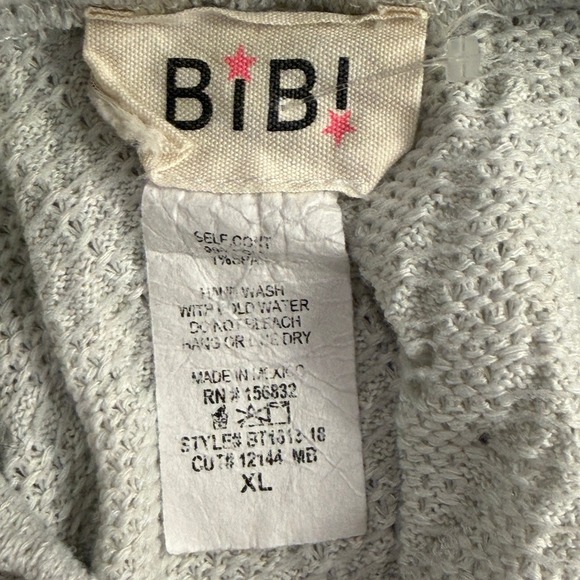 BiBi
SELF CONT
HAND WASH
WITH COLD WATER
DO NOT BLEACH
HANG OR LINE DRY
MADE IN MEXICO
RN # 156832
STYLE# BT1613-18
CUT# 12144 MB
XL